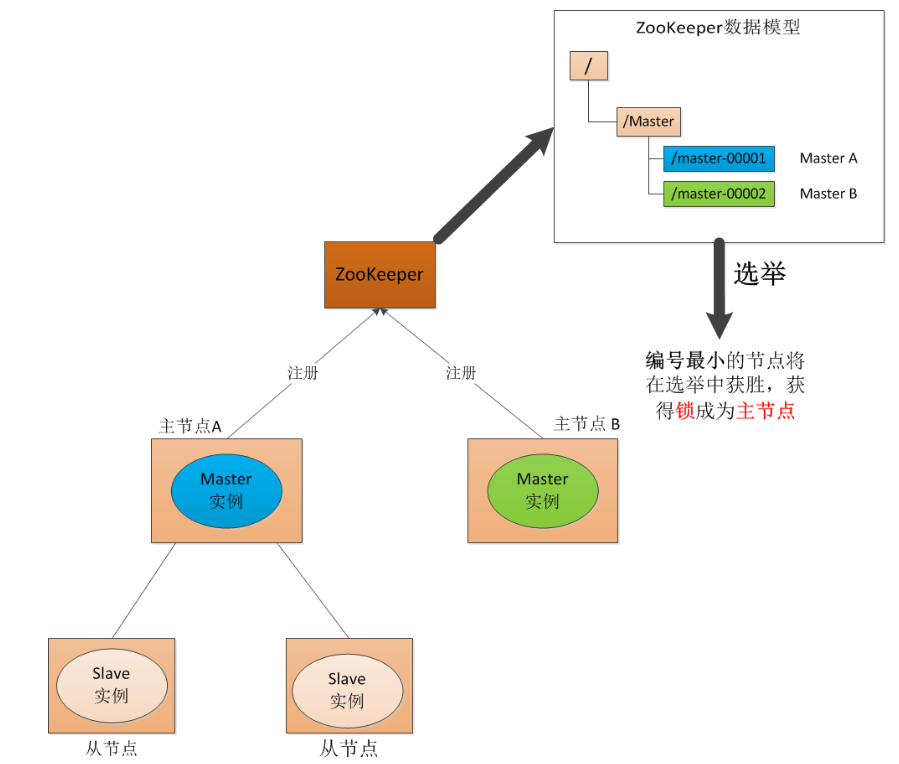 ZooKeeper数据模型
/
/Master
/master-00001 Master A
/master-00002 Master B
ZooKeeper
选举
编号最小的节点将
在选举中获胜，获
得锁成为主节点
注册 注册
主节点A 主节点 B
Master
实例
Master
实例
Slave
实例
Slave
实例
从节点 从节点